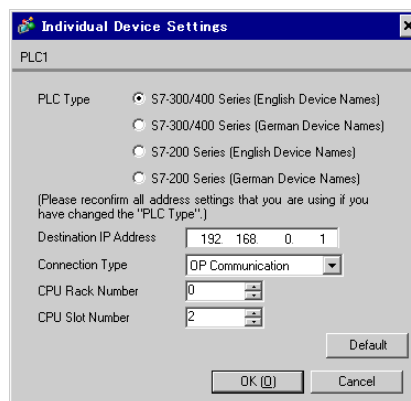 Individual Device Settings
PLC1
PLC Type
S7-300/400 Series (English Device Names)
S7-300/400 Series (German Device Names)
S7-200 Series (English Device Names)
S7-200 Series (German Device Names)
(Please reconfirm all address settings that you are using if you
have changed the "PLC Type".)
Destination IP Address 192. 168. 0. 1
Connection Type OP Communication
CPU Rack Number 0
CPU Slot Number 2
Default
OK (O) Cancel